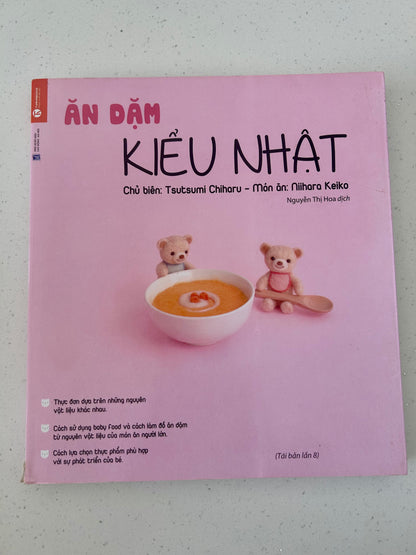 ĂN DẶM
KIỂU NHẬT
Chủ biên: Tsutsumi Chiharu - Món ăn: Niihara Keiko
Nguyễn Thị Hoa dịch
Thực đơn dựa trên những nguyên
vật liệu khác nhau.
Cách sử dụng baby food và cách làm đồ ăn dặm
từ nguyên vật liệu của món ăn người lớn.
Cách lựa chọn thực phẩm phù hợp
với sự phát triển của bé.
(Tái bản lần 8)